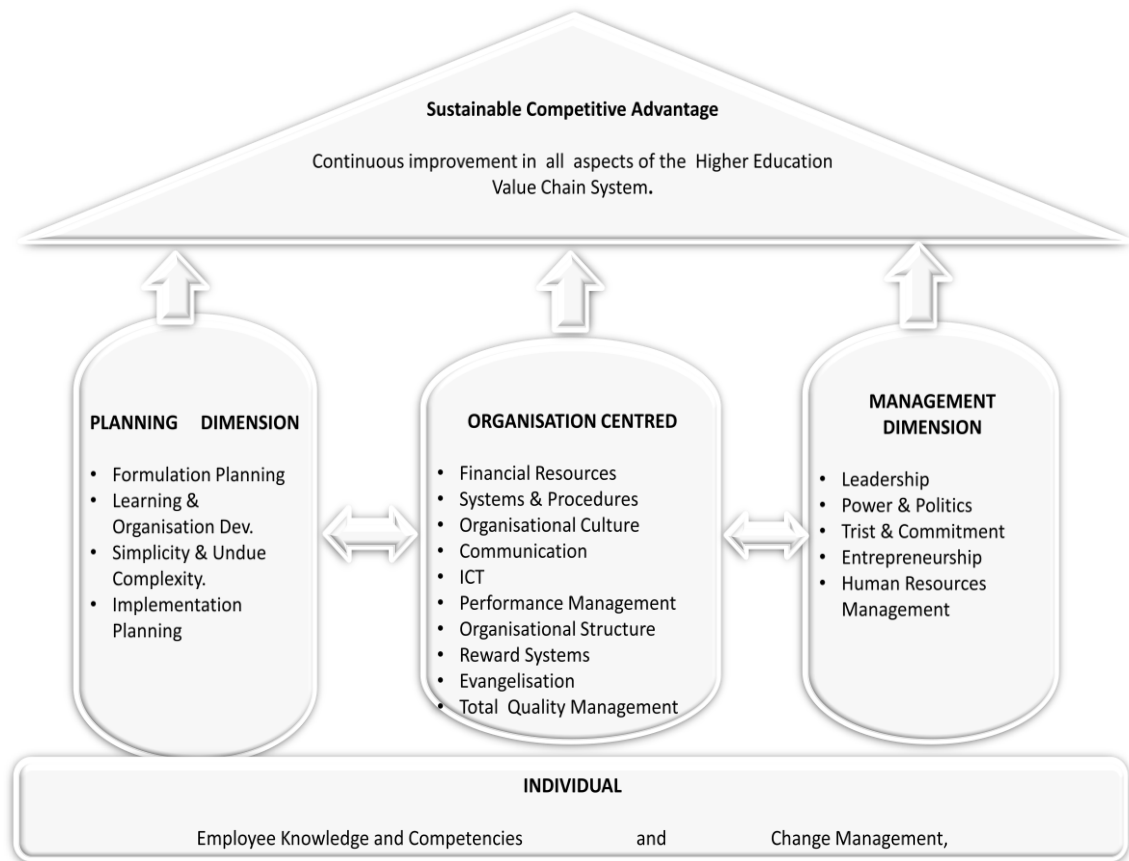 Sustainable Competitive Advantage
Continuous improvement in all aspects of the Higher Education
Value Chain System.
PLANNING DIMENSION
• Formulation Planning
• Learning &
Organisation Dev.
• Simplicity & Undue
Complexity.
• Implementation
Planning
ORGANISATION CENTRED
• Financial Resources
• Systems & Procedures
• Organisational Culture
• Communication
• ICT
• Performance Management
• Organisational Structure
• Reward Systems
• Evangelisation
• Total Quality Management
MANAGEMENT
DIMENSION
• Leadership
• Power & Politics
• Trist & Commitment
• Entrepreneurship
• Human Resources
Management
INDIVIDUAL
Employee Knowledge and Competencies and Change Management,